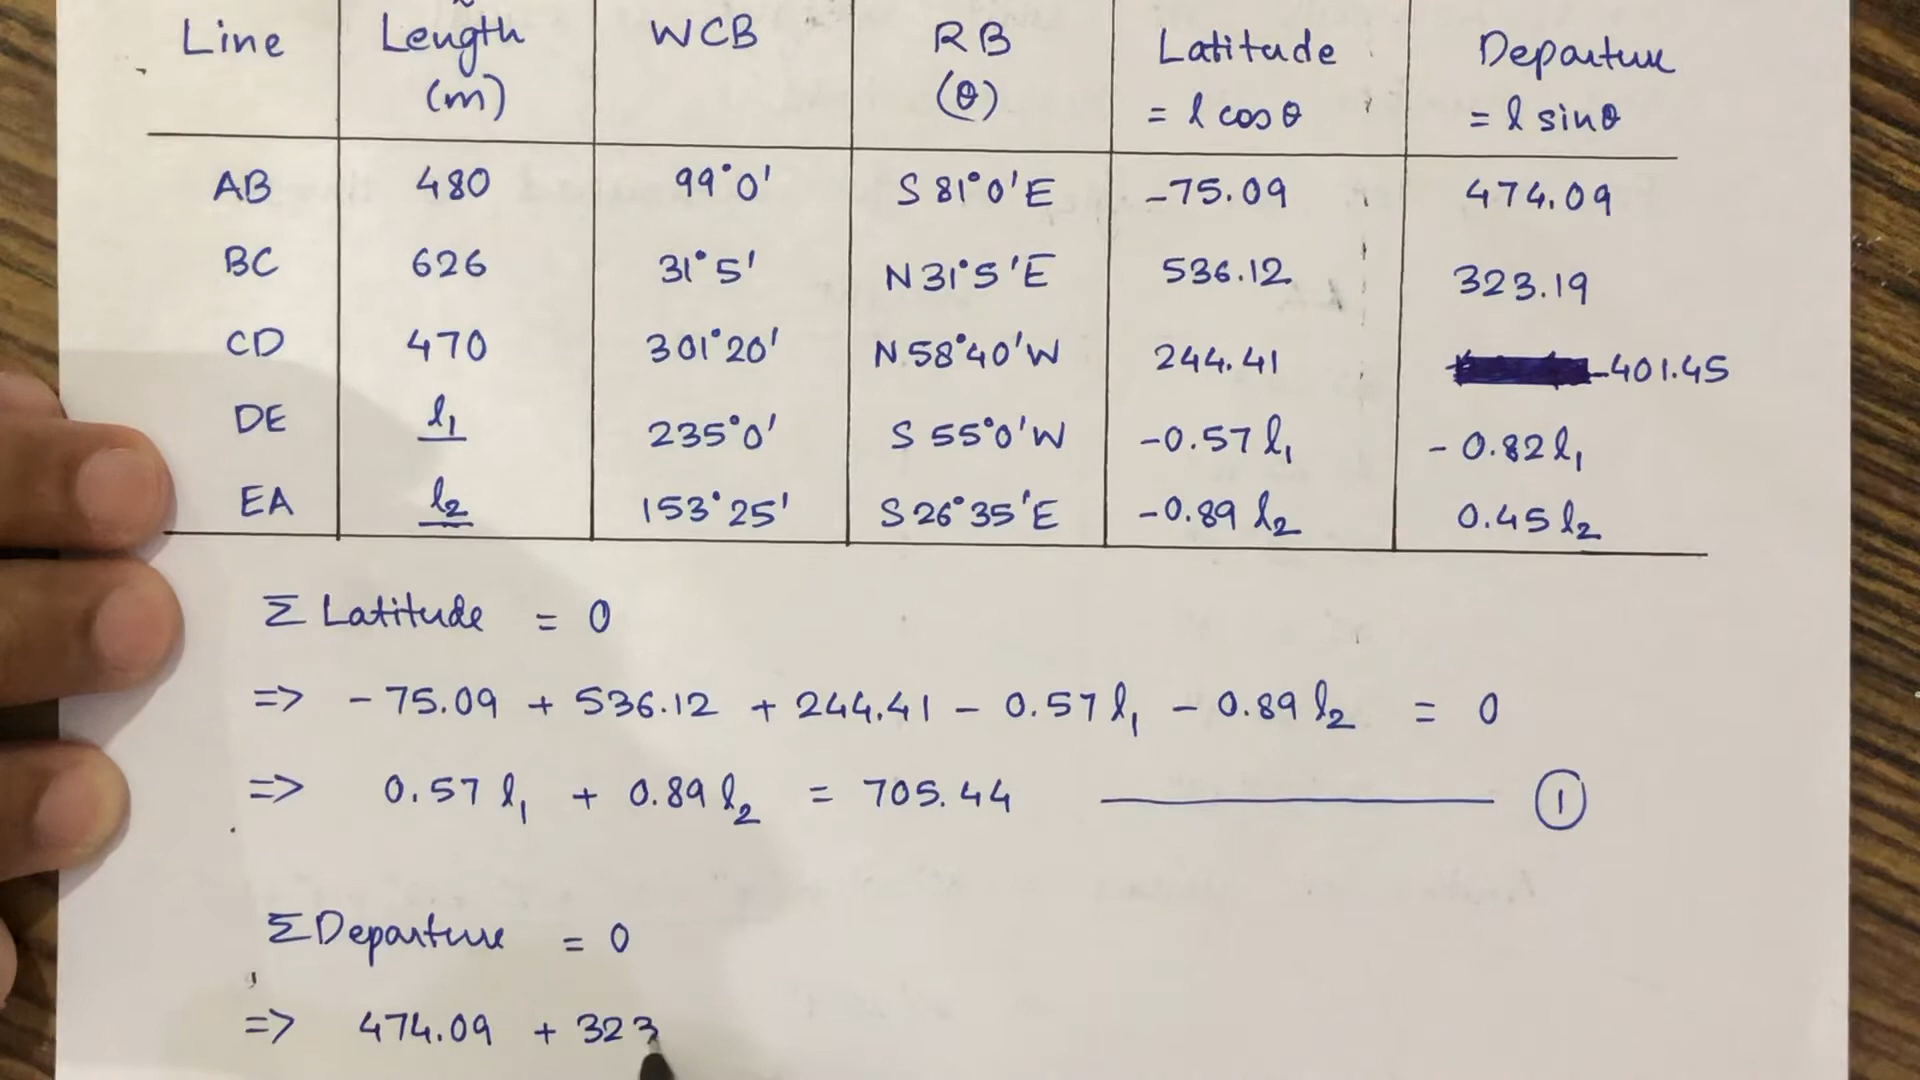 Line Length (m) WCB RB (θ) Latitude = l cosθ Departure = l sinθ
AB 480 99°0' S 81°0'E -75.09 474.09
BC 626 31°5' N31°5'E 536.12 323.19
CD 470 301°20' N58°40'W 244.41 -401.45
DE l₁ 235°0' S 55°0'W -0.57 l₁ -0.82 l₁
EA l₂ 153°25' S26°35'E -0.89 l₂ 0.45 l₂
Σ Latitude = 0
=> -75.09 + 536.12 + 244.41 - 0.57 l₁ - 0.89 l₂ = 0
=> 0.57 l₁ + 0.89 l₂ = 705.44 ——— ①
ΣDeparture = 0
=> 474.09 + 323